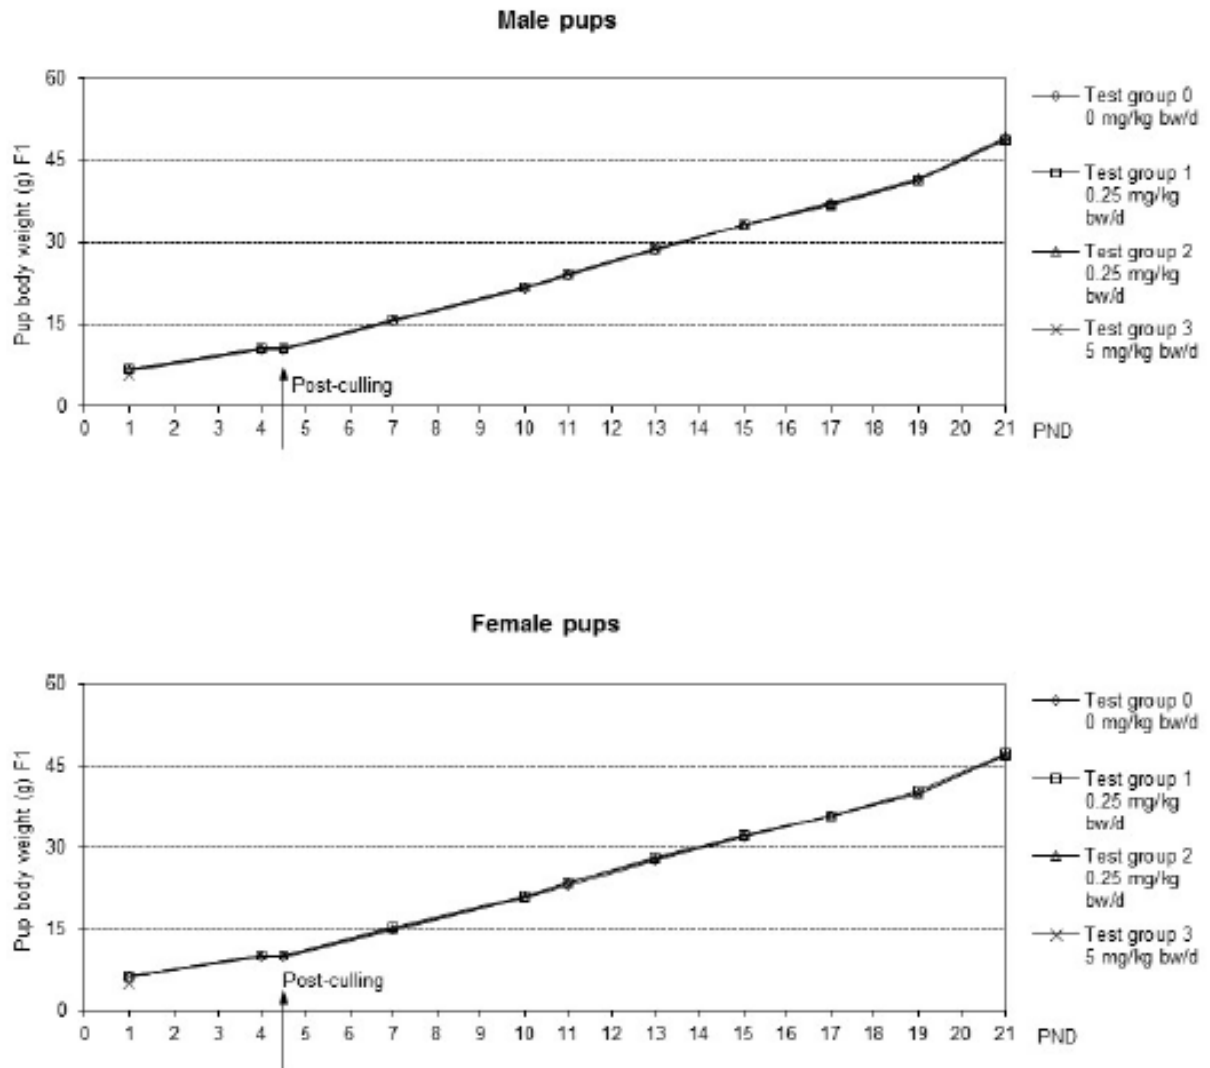 Male pups
60
45
30
15
0
Pup body weight (g) F1
0 1 2 3 4 5 6 7 8 9 10 11 13 15 17 18 19 20 21 PND
Post-culling
Test group 0
0 mg/kg bw/d
Test group 1
0.25 mg/kg
bw/d
Test group 2
0.25 mg/kg
bw/d
Test group 3
5 mg/kg bw/d
Female pups
60
45
30
15
0
Pup body weight (g) F1
0 1 2 3 4 5 6 7 8 9 10 11 13 15 17 18 19 20 21 PND
Post-culling
Test group 0
0 mg/kg bw/d
Test group 1
0.25 mg/kg
bw/d
Test group 2
0.25 mg/kg
bw/d
Test group 3
5 mg/kg bw/d